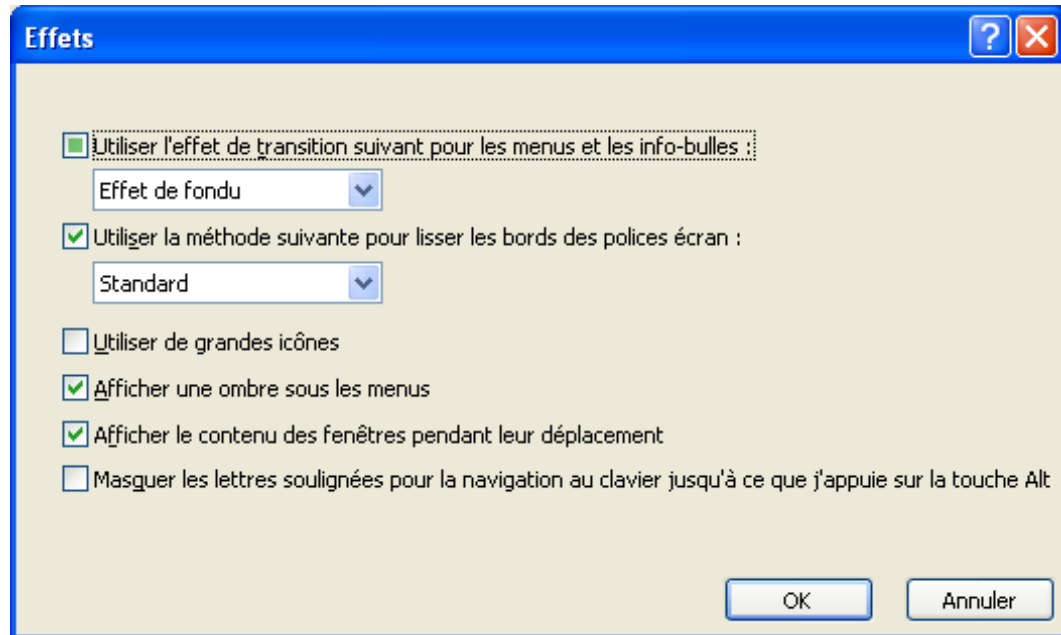 Effets
Utiliser l'effet de transition suivant pour les menus et les info-bulles :
Effet de fondu
Utiliser la méthode suivante pour lisser les bords des polices écran :
Standard
Utiliser de grandes icônes
Afficher une ombre sous les menus
Afficher le contenu des fenêtres pendant leur déplacement
Masquer les lettres soulignées pour la navigation au clavier jusqu'à ce que j'appuie sur la touche Alt
OK Annuler